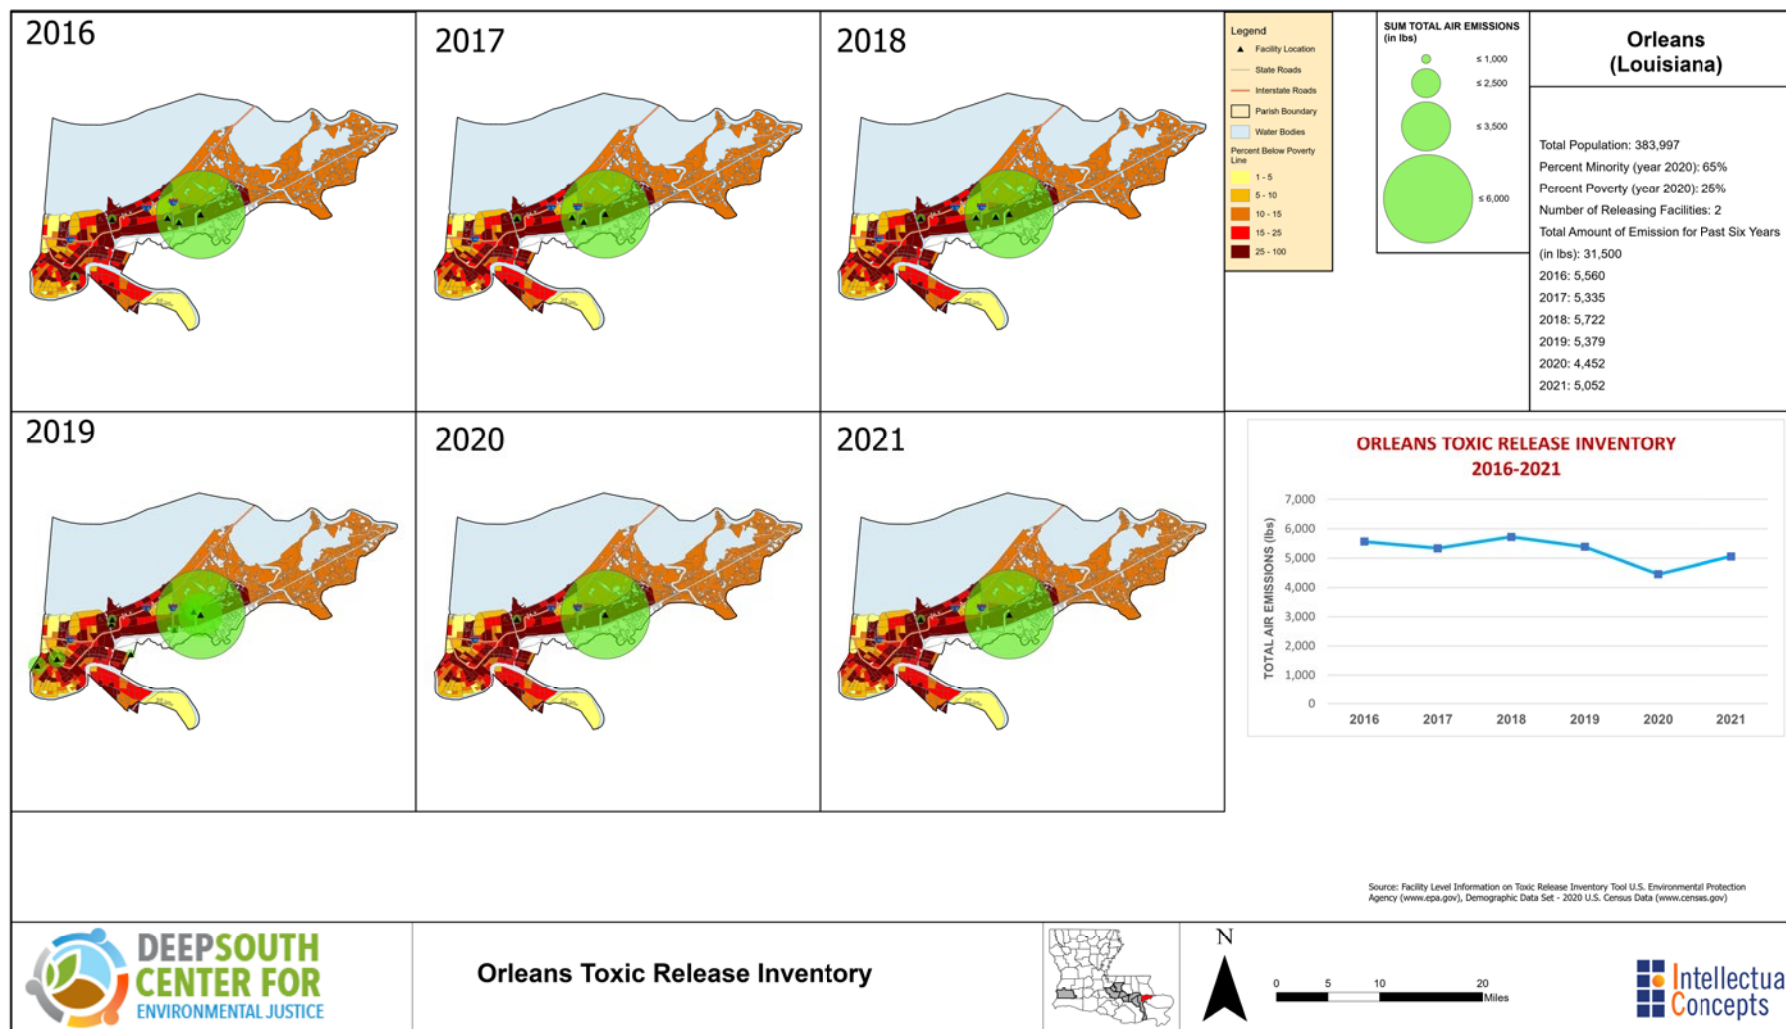 2016
2017
2018
Legend
Facility Location
State Roads
Interstate Roads
Parish Boundary
Water Bodies
Percent Below Poverty
Line
1 - 5
5 - 10
10 - 15
15 - 25
25 - 100
SUM TOTAL AIR EMISSIONS
(in lbs)
≤ 1,000
≤ 2,500
≤ 3,500
≤ 6,000
Orleans
(Louisiana)
Total Population: 383,997
Percent Minority (year 2020): 65%
Percent Poverty (year 2020): 25%
Number of Releasing Facilities: 2
Total Amount of Emission for Past Six Years
(in lbs): 31,500
2016: 5,560
2017: 5,335
2018: 5,722
2019: 5,379
2020: 4,452
2021: 5,052
2019
2020
2021
ORLEANS TOXIC RELEASE INVENTORY
2016-2021
TOTAL AIR EMISSIONS (lbs)
7,000
6,000
5,000
4,000
3,000
2,000
1,000
0
2016 2017 2018 2019 2020 2021
Source: Facility Level Information on Toxic Release Inventory Tool U.S. Environmental Protection
Agency (www.epa.gov), Demographic Data Set - 2020 U.S. Census Data (www.census.gov)
DEEPSOUTH
CENTER FOR
ENVIRONMENTAL JUSTICE
Orleans Toxic Release Inventory
N
0 5 10 20
Miles
Intellectua
Concepts